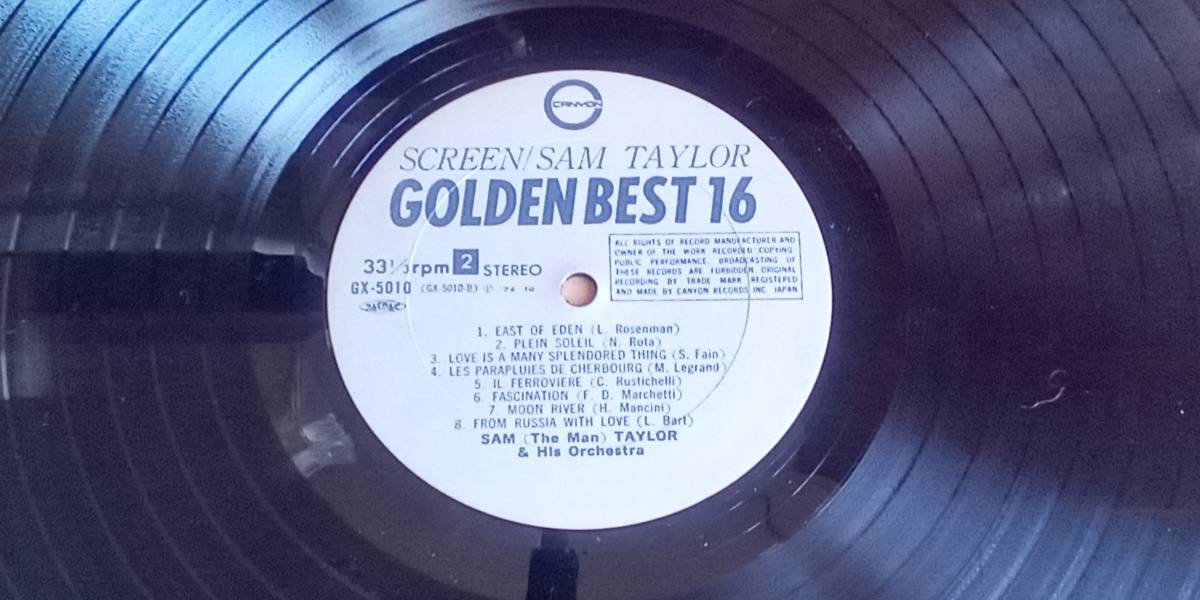 CANYON
SCREEN/SAM TAYLOR
GOLDEN BEST 16
33⅓rpm 2 STEREO
GX-5010 (GX-5010-B) Ⓟ
ALL RIGHTS OF RECORD MANUFACTURER AND
OWNER OF THE WORK RECORDED COPYING.
PUBLIC PERFORMANCE. BROADCASTING OF
THESE RECORDS ARE FORBIDDEN ORIGINAL
RECORDING BY TRADE MARK REGISTERED
AND MADE BY CANYON RECORDS INC. JAPAN
1. EAST OF EDEN (L. Rosenman)
2. PLEIN SOLEIL (N. Rota)
3. LOVE IS A MANY SPLENDORED THING (S. Fain)
4. LES PARAPLUIES DE CHERBOURG (M. Legrand)
5. IL FERROVIERE (C. Rustichelli)
6. FASCINATION (F. D. Marchetti)
7. MOON RIVER (H. Mancini)
8. FROM RUSSIA WITH LOVE (L. Bart)
SAM (The Man) TAYLOR
& His Orchestra